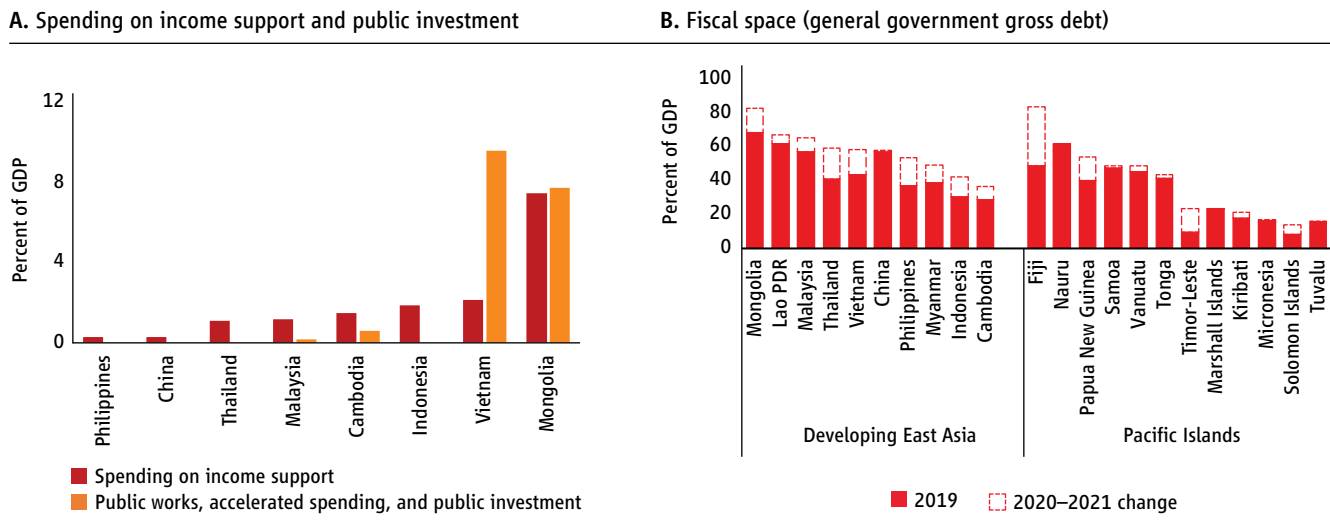 A. Spending on income support and public investment
Percent of GDP
12
8
4
0
Philippines
China
Thailand
Malaysia
Cambodia
Indonesia
Vietnam
Mongolia
Spending on income support
Public works, accelerated spending, and public investment
B. Fiscal space (general government gross debt)
Percent of GDP
100
80
60
40
20
0
Mongolia
Lao PDR
Malaysia
Thailand
Vietnam
China
Philippines
Myanmar
Indonesia
Cambodia
Fiji
Nauru
Papua New Guinea
Samoa
Vanuatu
Tonga
Timor-Leste
Marshall Islands
Kiribati
Micronesia
Solomon Islands
Tuvalu
Developing East Asia
Pacific Islands
2019
2020–2021 change